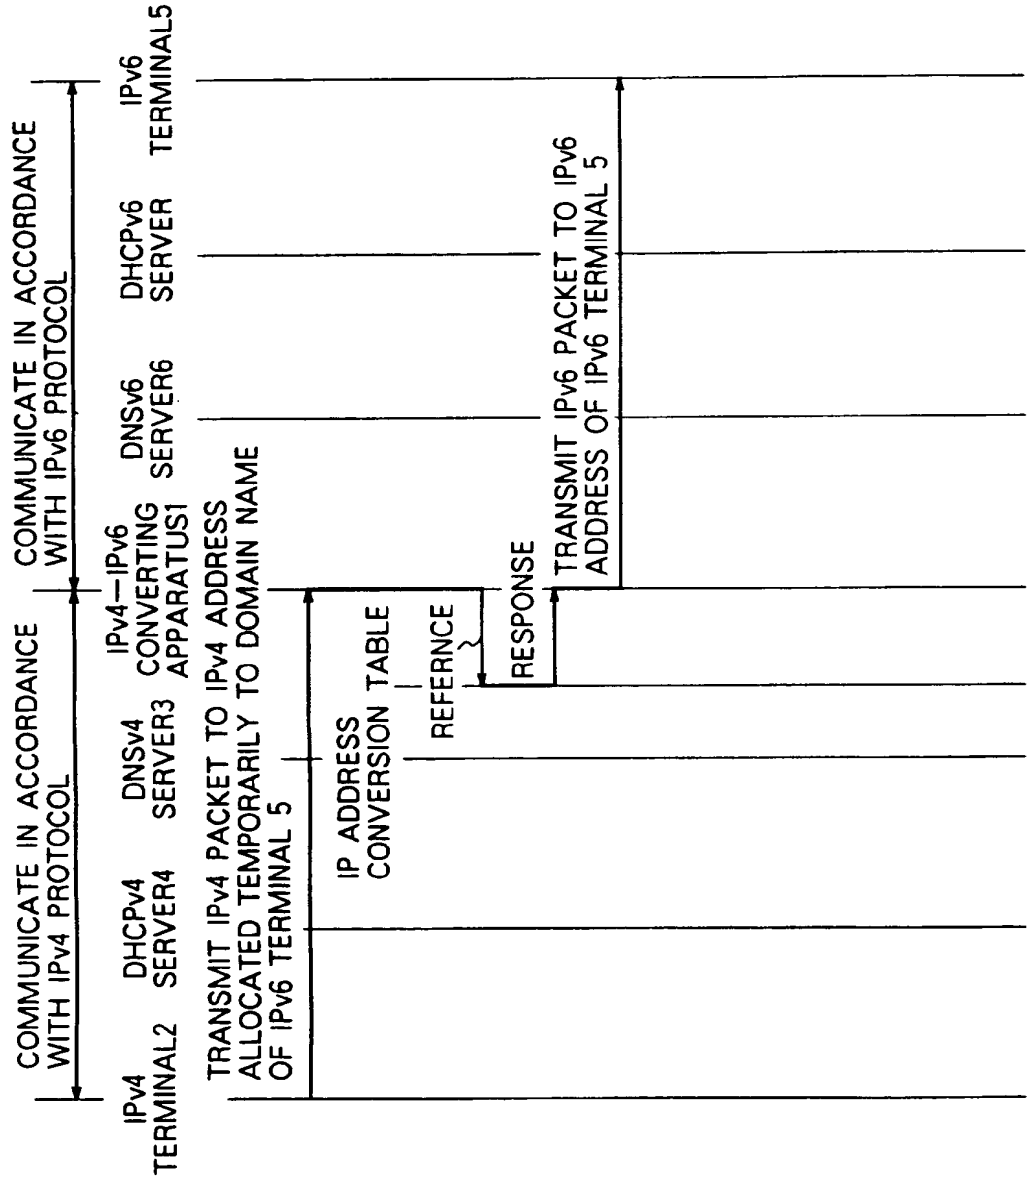 COMMUNICATE IN ACCORDANCE
WITH IPv4 PROTOCOL
COMMUNICATE IN ACCORDANCE
WITH IPv6 PROTOCOL
IPv4
TERMINAL2
DHCPv4
SERVER4
DNSv4
SERVER3
IPv4—IPv6
CONVERTING
APPARATUS1
DNSv6
SERVER6
DHCPv6
SERVER
IPv6
TERMINAL5
TRANSMIT IPv4 PACKET TO IPv4 ADDRESS
ALLOCATED TEMPORARILY TO DOMAIN NAME
OF IPv6 TERMINAL 5
IP ADDRESS
CONVERSION TABLE
REFERNCE
RESPONSE
TRANSMIT IPv6 PACKET TO IPv6
ADDRESS OF IPv6 TERMINAL 5